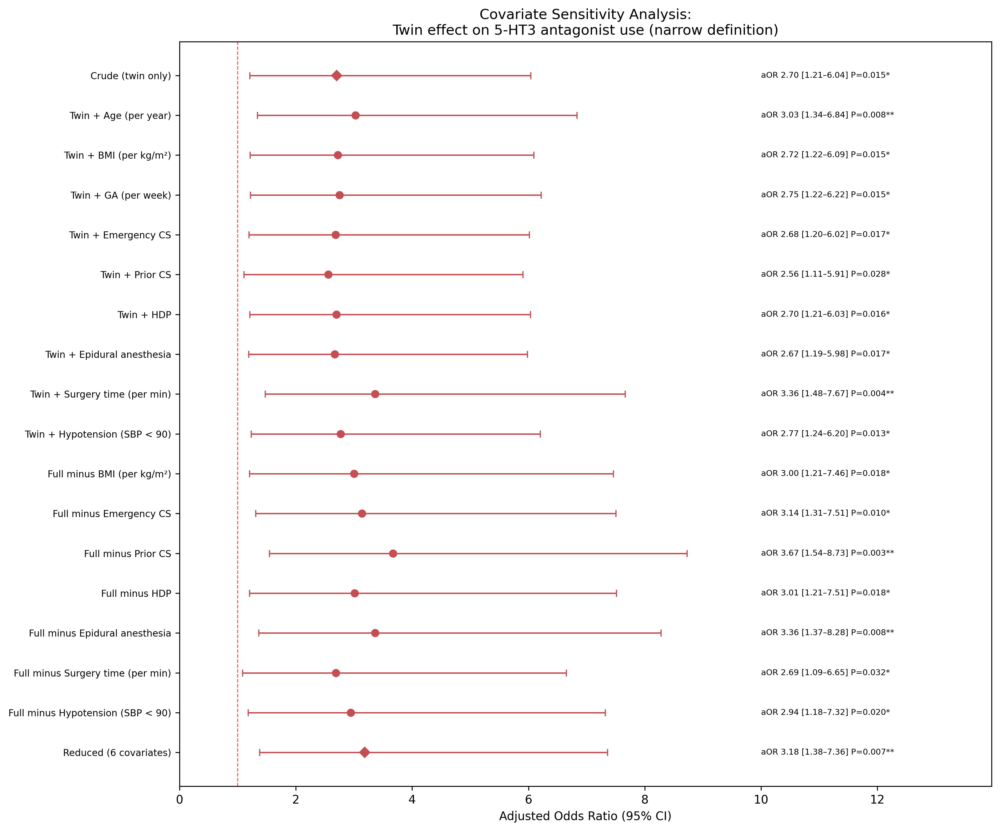 Covariate Sensitivity Analysis:
Twin effect on 5-HT3 antagonist use (narrow definition)
Crude (twin only) aOR 2.70 [1.21–6.04] P=0.015*
Twin + Age (per year) aOR 3.03 [1.34–6.84] P=0.008**
Twin + BMI (per kg/m²) aOR 2.72 [1.22–6.09] P=0.015*
Twin + GA (per week) aOR 2.75 [1.22–6.22] P=0.015*
Twin + Emergency CS aOR 2.68 [1.20–6.02] P=0.017*
Twin + Prior CS aOR 2.56 [1.11–5.91] P=0.028*
Twin + HDP aOR 2.70 [1.21–6.03] P=0.016*
Twin + Epidural anesthesia aOR 2.67 [1.19–5.98] P=0.017*
Twin + Surgery time (per min) aOR 3.36 [1.48–7.67] P=0.004**
Twin + Hypotension (SBP < 90) aOR 2.77 [1.24–6.20] P=0.013*
Full minus BMI (per kg/m²) aOR 3.00 [1.21–7.46] P=0.018*
Full minus Emergency CS aOR 3.14 [1.31–7.51] P=0.010*
Full minus Prior CS aOR 3.67 [1.54–8.73] P=0.003**
Full minus HDP aOR 3.01 [1.21–7.51] P=0.018*
Full minus Epidural anesthesia aOR 3.36 [1.37–8.28] P=0.008**
Full minus Surgery time (per min) aOR 2.69 [1.09–6.65] P=0.032*
Full minus Hypotension (SBP < 90) aOR 2.94 [1.18–7.32] P=0.020*
Reduced (6 covariates) aOR 3.18 [1.38–7.36] P=0.007**
0 2 4 6 8 10 12
Adjusted Odds Ratio (95% CI)